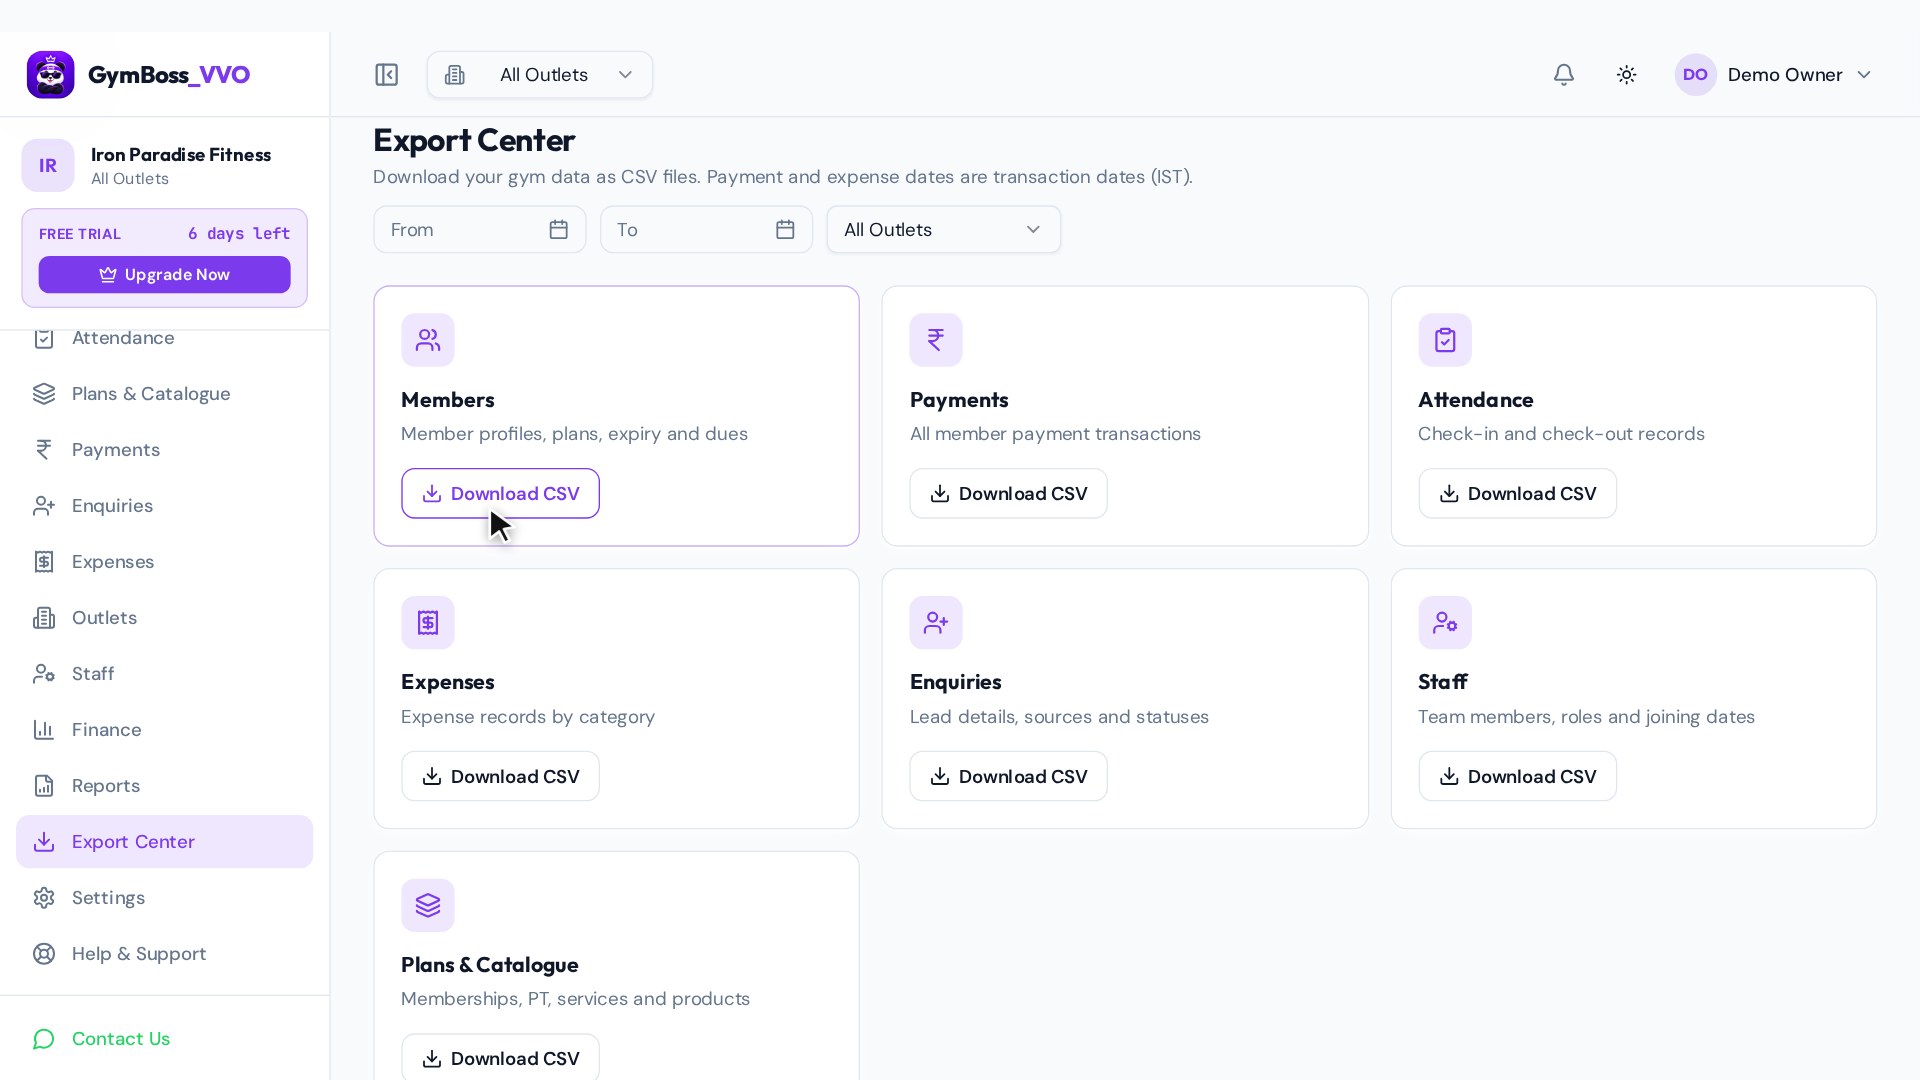 GymBoss_VVO
All Outlets
DO
Demo Owner
IR
Iron Paradise Fitness
All Outlets
FREE TRIAL
6 days left
Upgrade Now
Attendance
Plans & Catalogue
Payments
Enquiries
Expenses
Outlets
Staff
Finance
Reports
Export Center
Settings
Help & Support
Contact Us
Export Center
Download your gym data as CSV files. Payment and expense dates are transaction dates (IST).
From
To
All Outlets
Members
Member profiles, plans, expiry and dues
Download CSV
Payments
All member payment transactions
Download CSV
Attendance
Check-in and check-out records
Download CSV
Expenses
Expense records by category
Download CSV
Enquiries
Lead details, sources and statuses
Download CSV
Staff
Team members, roles and joining dates
Download CSV
Plans & Catalogue
Memberships, PT, services and products
Download CSV